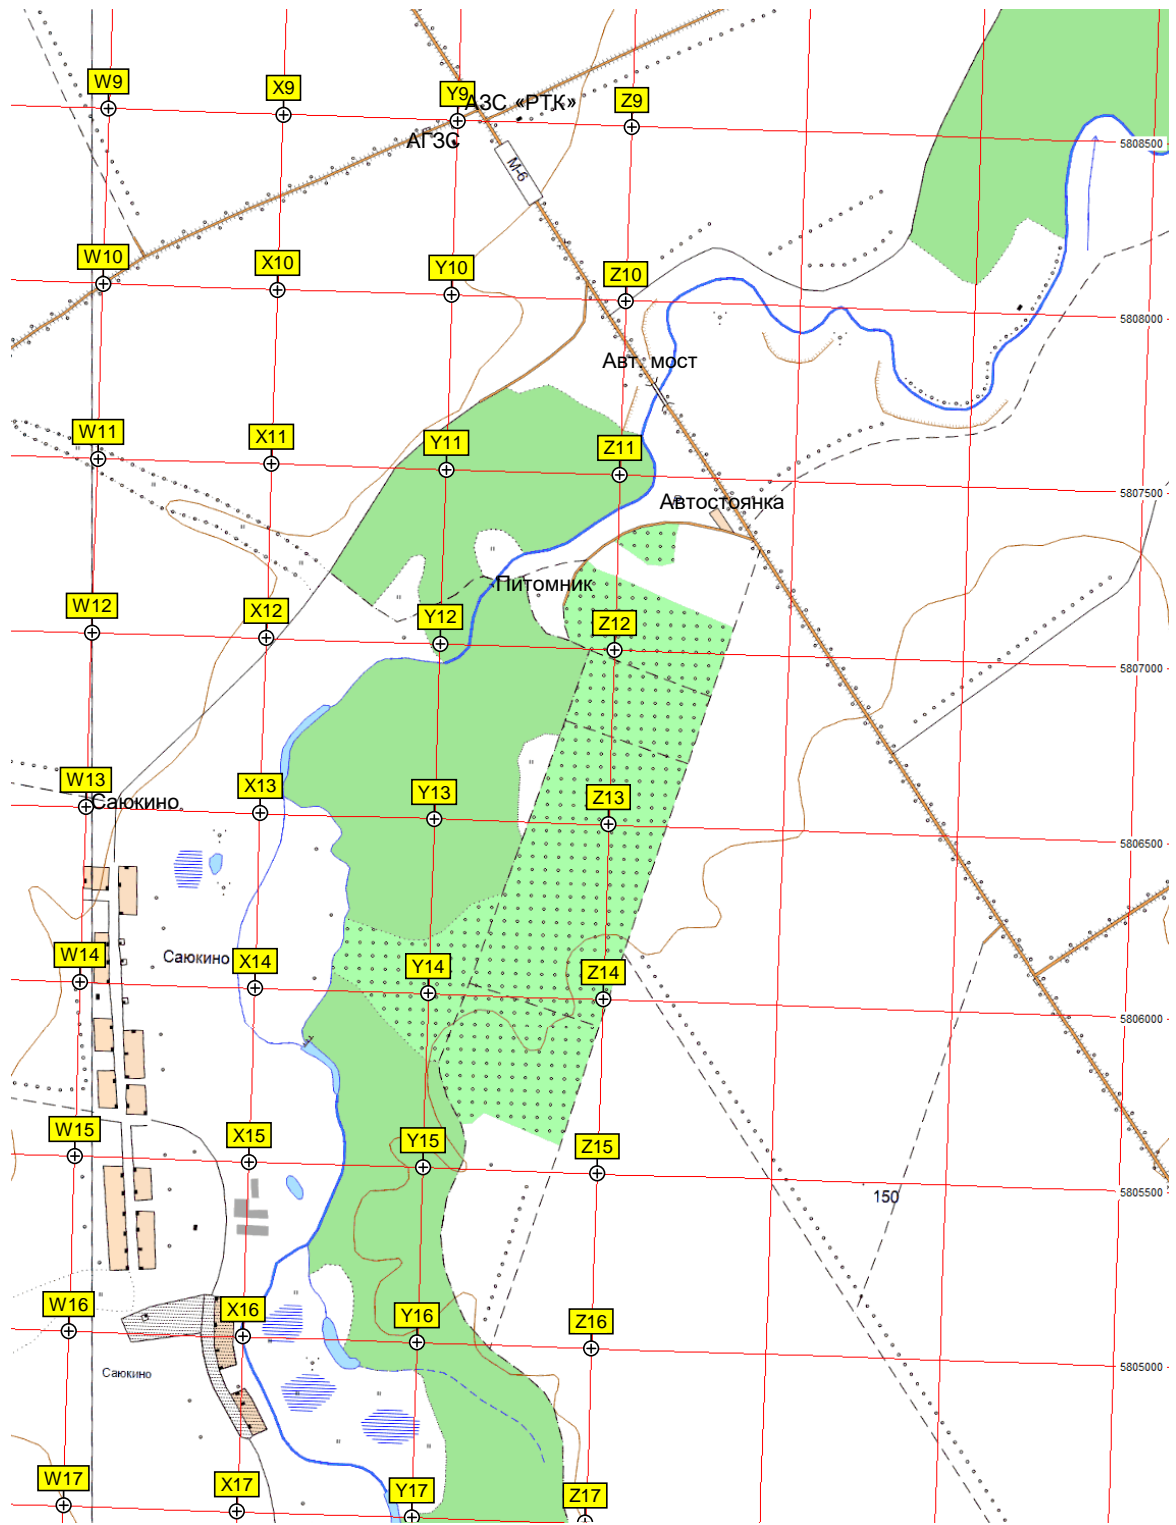 W9
X9
Y9
АЗС «РТК»
Z9
АГЗС
5808500
М-6
W10
X10
Y10
Z10
5808000
Авт. мост
W11
X11
Y11
Z11
5807500
Автостоянка
Питомник
W12
X12
Y12
Z12
5807000
W13
Саюкино
X13
Y13
Z13
5806500
W14
Саюкино
X14
Y14
Z14
5806000
W15
X15
Y15
Z15
150
5805500
W16
X16
Y16
Z16
5805000
Саюкино
W17
X17
Y17
Z17